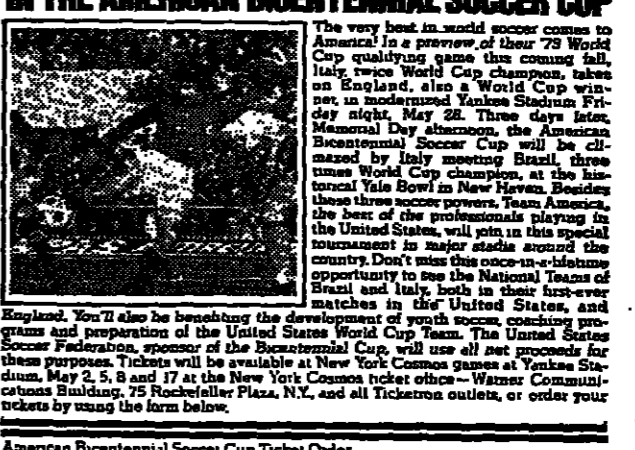 IN THE AMERICAN BICENTENNIAL SOCCER CUP
The very best in world soccer comes to
America! In a preview of their '79 World
Cup qualifying game this coming fall,
Italy, twice World Cup champion, takes
on England, also a World Cup win-
ner, in modernized Yankee Stadium Fri-
day night, May 28. Three days later,
Memorial Day afternoon, the American
Bicentennial Soccer Cup will be cli-
maxed by Italy meeting Brazil, three
times World Cup champion, at the his-
torical Yale Bowl in New Haven. Besides
these three soccer powers, Team America,
the best of the professionals playing in
the United States, will join in this special
tournament in major stadia around the
country. Don't miss this once-in-a-lifetime
opportunity to see the National Teams of
Brazil and Italy, both in their first-ever
matches in the United States, and
England. You'll also be benefiting the development of youth soccer, coaching pro-
grams and preparation of the United States World Cup Team. The United States
Soccer Federation, sponsor of the Bicentennial Cup, will use all net proceeds for
these purposes. Tickets will be available at New York Cosmos games at Yankee Sta-
dium, May 2, 5, 8 and 17 at the New York Cosmos ticket office—Warner Communi-
cations Building, 75 Rockefeller Plaza, N.Y., and all Ticketron outlets, or order your
tickets by using the form below.
American Bicentennial Soccer Cup Ticket Order